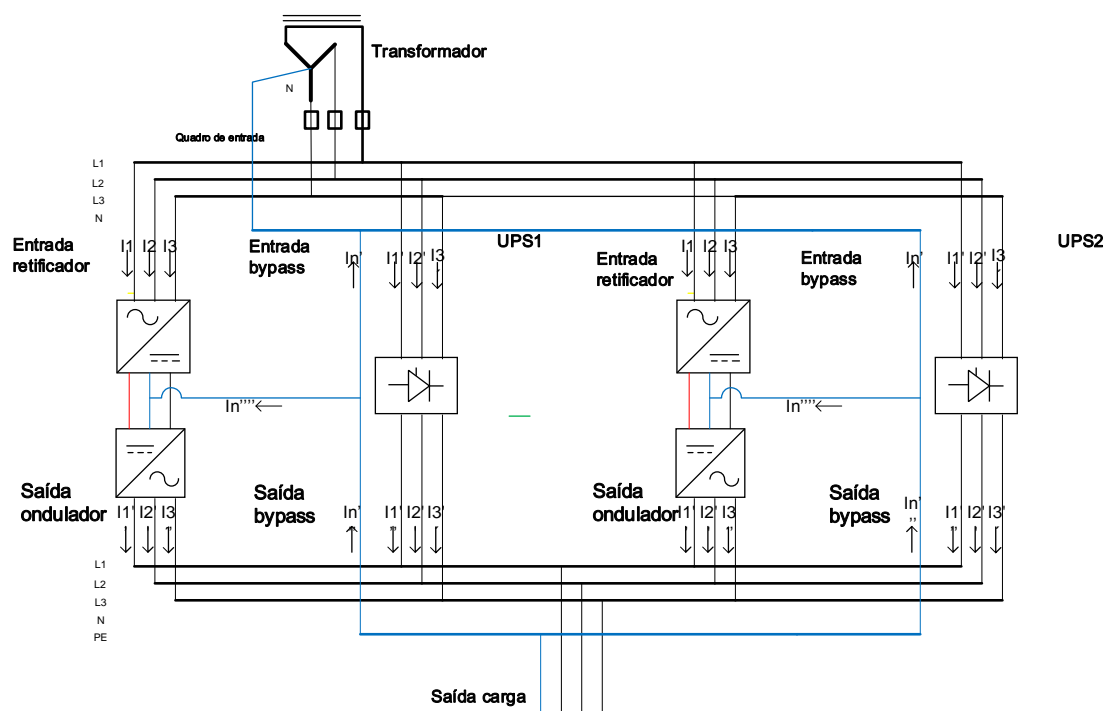 Transformador
N
Quadro de entrada
L1
L2
L3
N
Entrada
retificador
I1 I2 I3
Entrada
bypass
In'
I1' I2' I3
'
UPS1
Entrada
retificador
I1 I2 I3
Entrada
bypass
In'
I1' I2' I3
'
UPS2
In''''
In''''
Saída
ondulador
I1' I2' I3
''
Saída
bypass
In'
''
I1' I2' I3'
Saída
ondulador
I1' I2' I3
''
Saída
bypass
In'
''
I1' I2' I3'
L1
L2
L3
N
PE
Saída carga